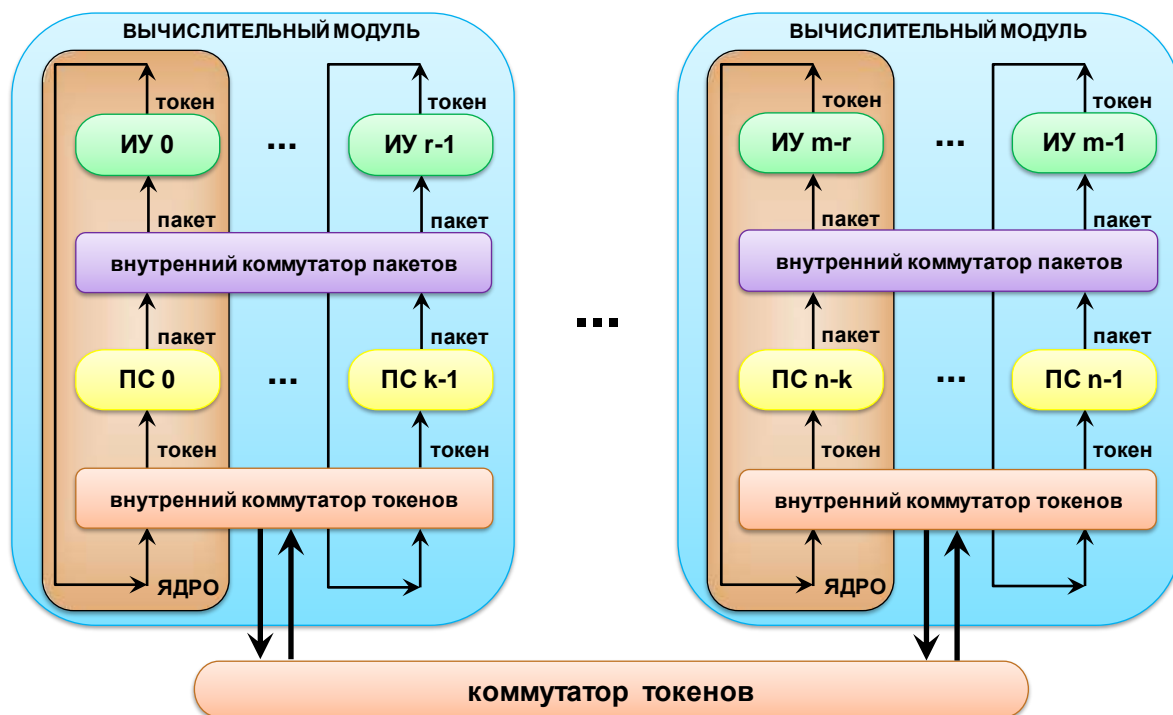 ВЫЧИСЛИТЕЛЬНЫЙ МОДУЛЬ
токен
токен
ИУ 0
...
ИУ r-1
пакет
пакет
внутренний коммутатор пакетов
пакет
пакет
ПС 0
...
ПС k-1
токен
токен
внутренний коммутатор токенов
ЯДРО
...
ВЫЧИСЛИТЕЛЬНЫЙ МОДУЛЬ
токен
токен
ИУ m-r
...
ИУ m-1
пакет
пакет
внутренний коммутатор пакетов
пакет
пакет
ПС n-k
...
ПС n-1
токен
токен
внутренний коммутатор токенов
ЯДРО
коммутатор токенов